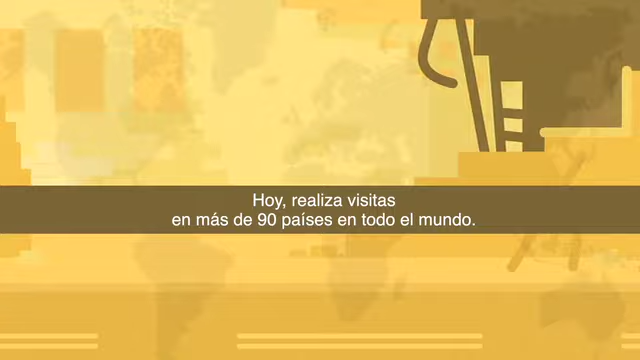 Hoy, realiza visitas
en más de 90 países en todo el mundo.